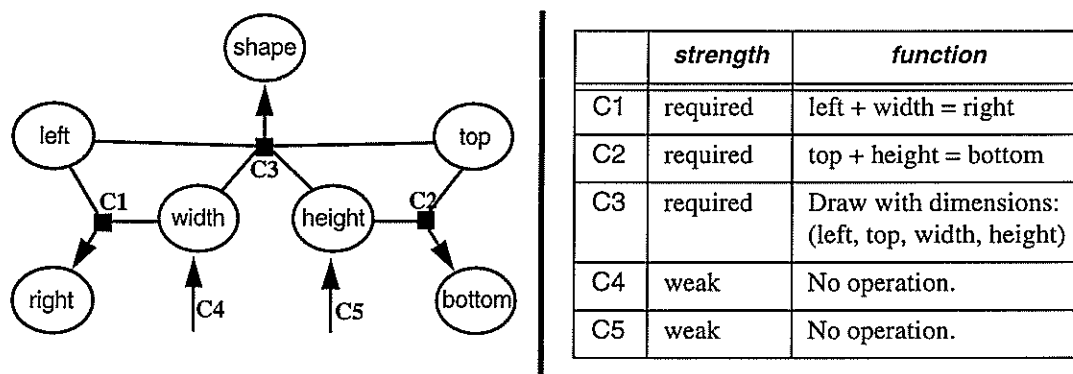 shape
left
top
C3
C1
C2
width
height
right
C4
C5
bottom
strength function
C1 required left + width = right
C2 required top + height = bottom
C3 required Draw with dimensions:
(left, top, width, height)
C4 weak No operation.
C5 weak No operation.